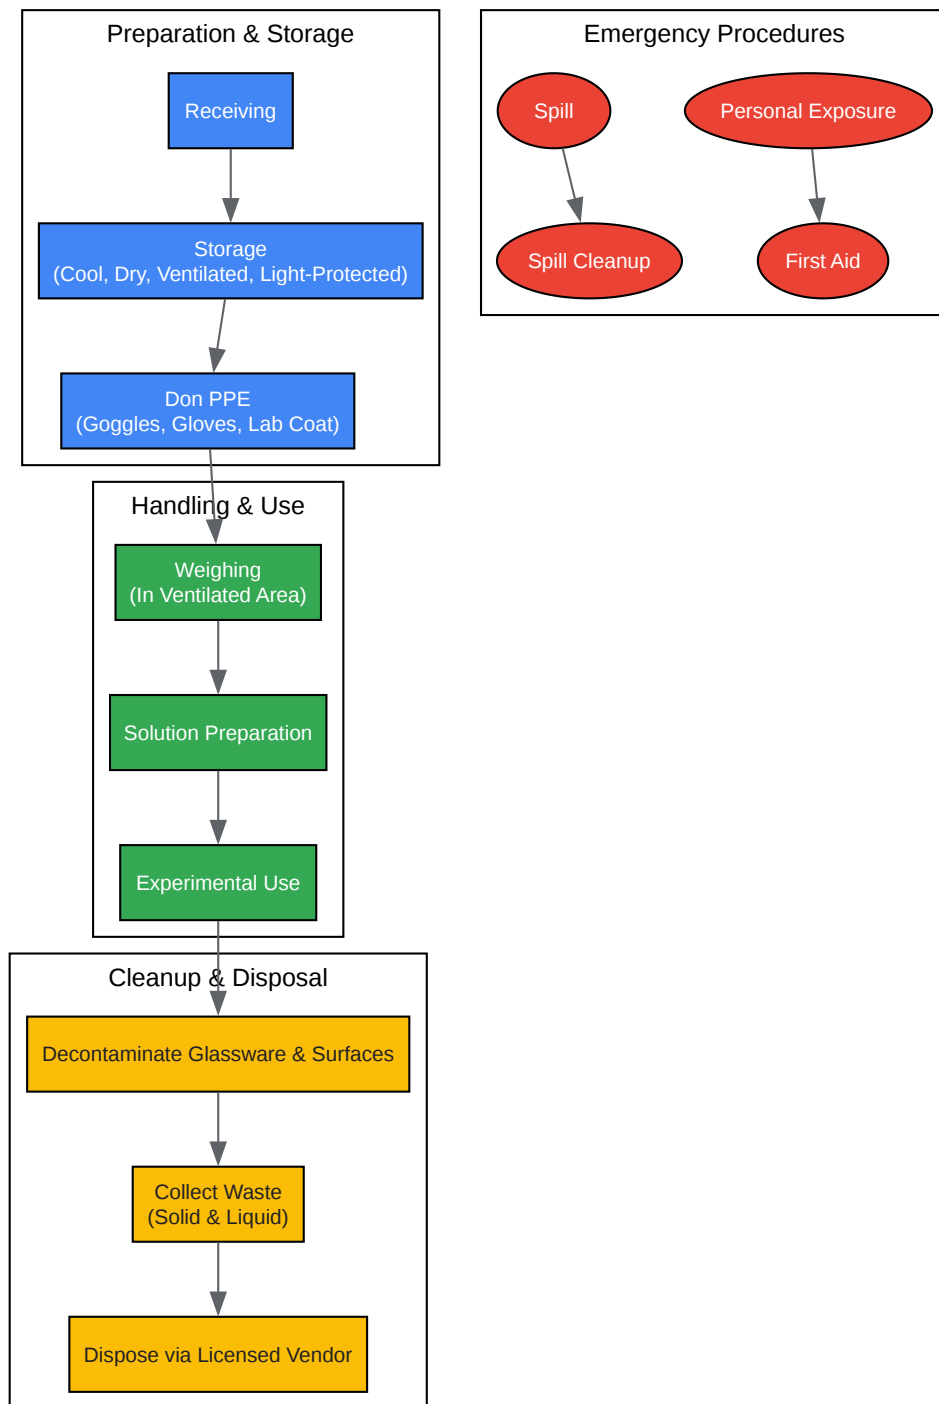 Preparation & Storage
Receiving
Storage
(Cool, Dry, Ventilated, Light-Protected)
Don PPE
(Goggles, Gloves, Lab Coat)
Handling & Use
Weighing
(In Ventilated Area)
Solution Preparation
Experimental Use
Cleanup & Disposal
Decontaminate Glassware & Surfaces
Collect Waste
(Solid & Liquid)
Dispose via Licensed Vendor
Emergency Procedures
Spill
Personal Exposure
Spill Cleanup
First Aid